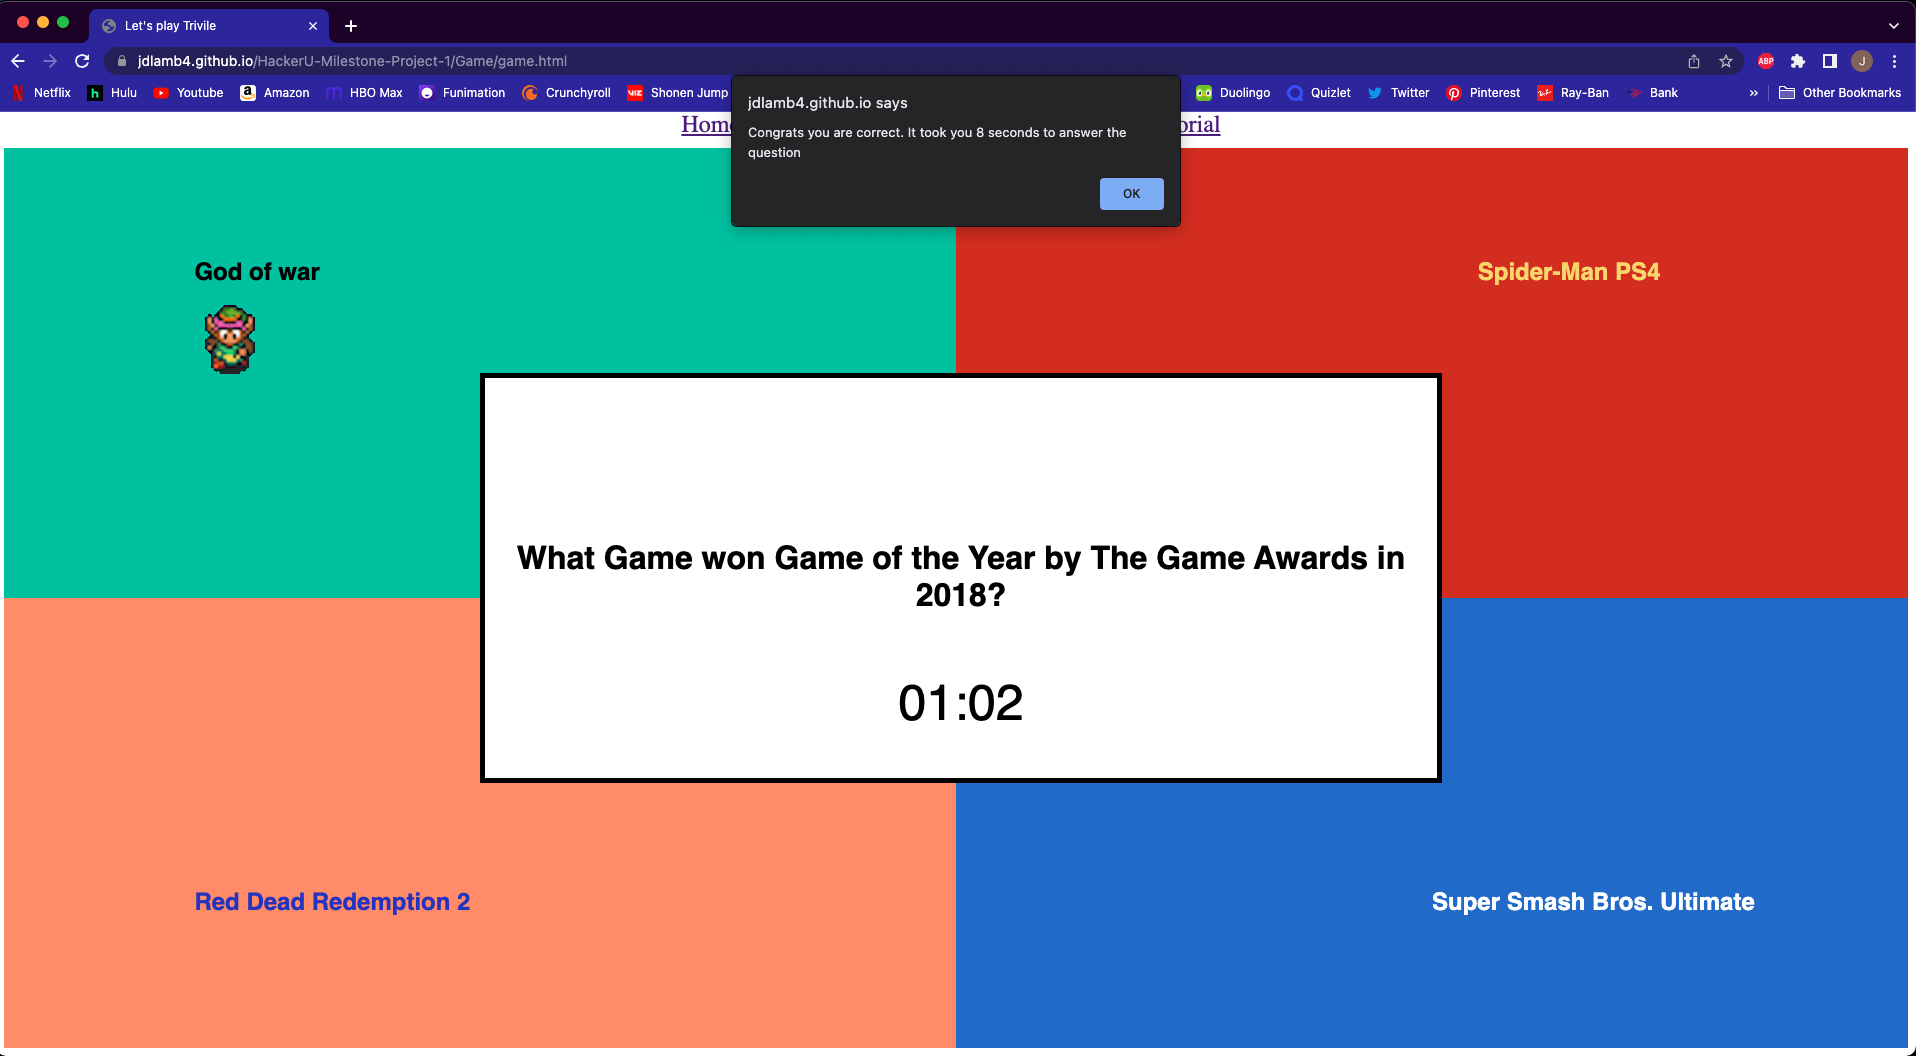 Let's play Trivile
jdlamb4.github.io/HackerU-Milestone-Project-1/Game/game.html
ABP
J
Netflix
h
Hulu
Youtube
a
Amazon
HBO Max
Funimation
Crunchyroll
VIZ
Shonen Jump
Duolingo
Quizlet
Twitter
Pinterest
Ray-Ban
Bank
»
Other Bookmarks
jdlamb4.github.io says
Congrats you are correct. It took you 8 seconds to answer the
question
OK
Hom
orial
God of war
Spider-Man PS4
What Game won Game of the Year by The Game Awards in
2018?
01:02
Red Dead Redemption 2
Super Smash Bros. Ultimate